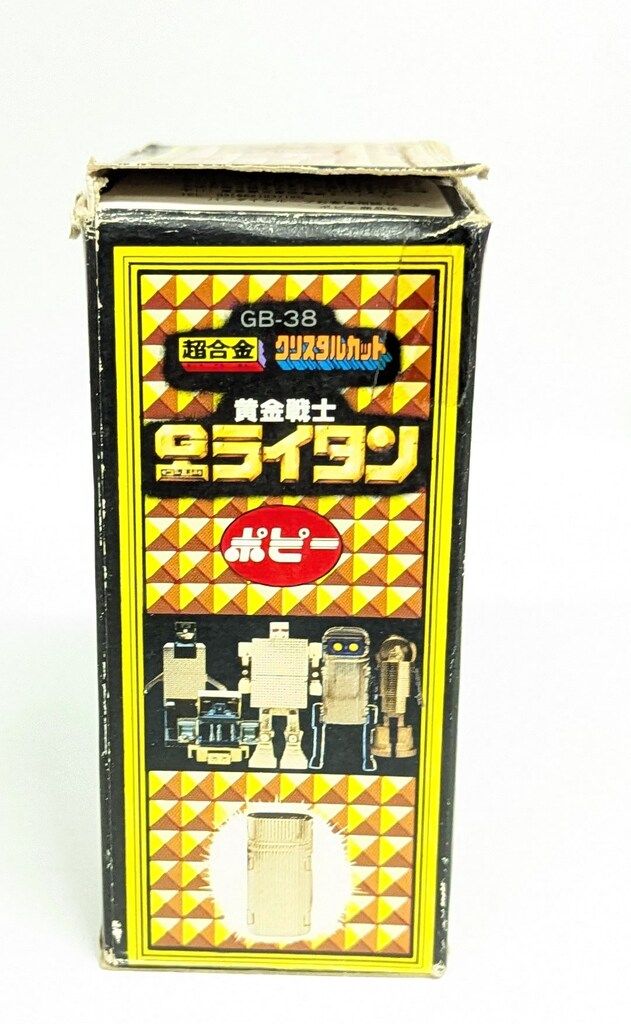 GB-38
超合金 クリスタルカット
黄金戦士
Gライタン
ポピー